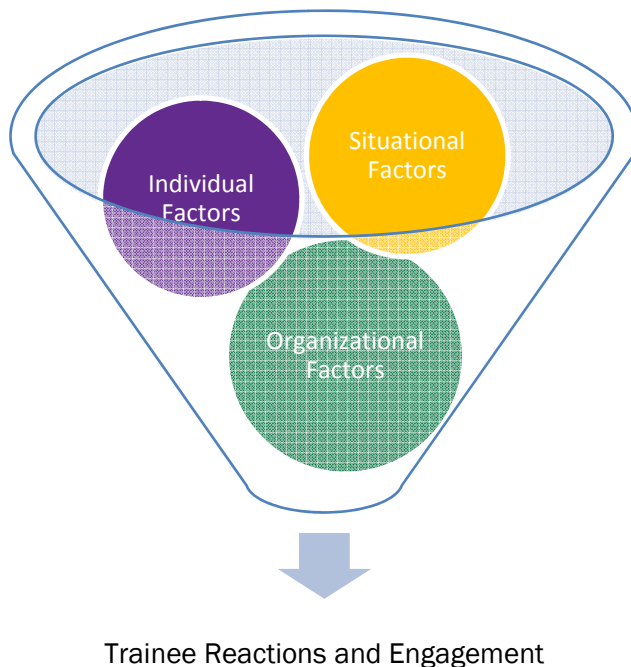 Situational
Factors
Individual
Factors
Organizational
Factors
Trainee Reactions and Engagement